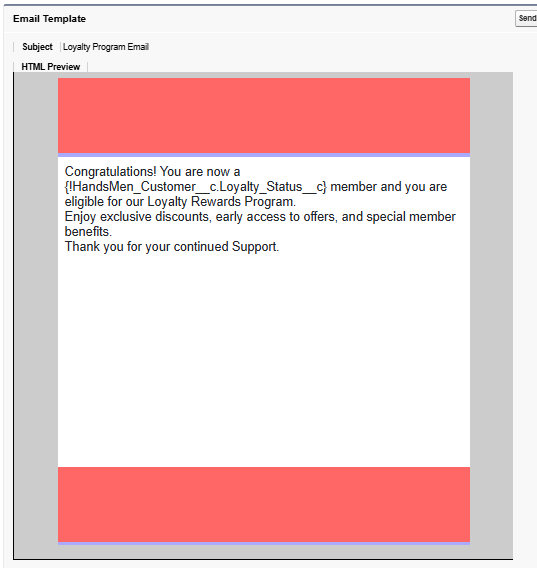 Email Template
Send
Subject Loyalty Program Email
HTML Preview
Congratulations! You are now a
{!HandsMen_Customer__c.Loyalty_Status__c} member and you are
eligible for our Loyalty Rewards Program.
Enjoy exclusive discounts, early access to offers, and special member
benefits.
Thank you for your continued Support.